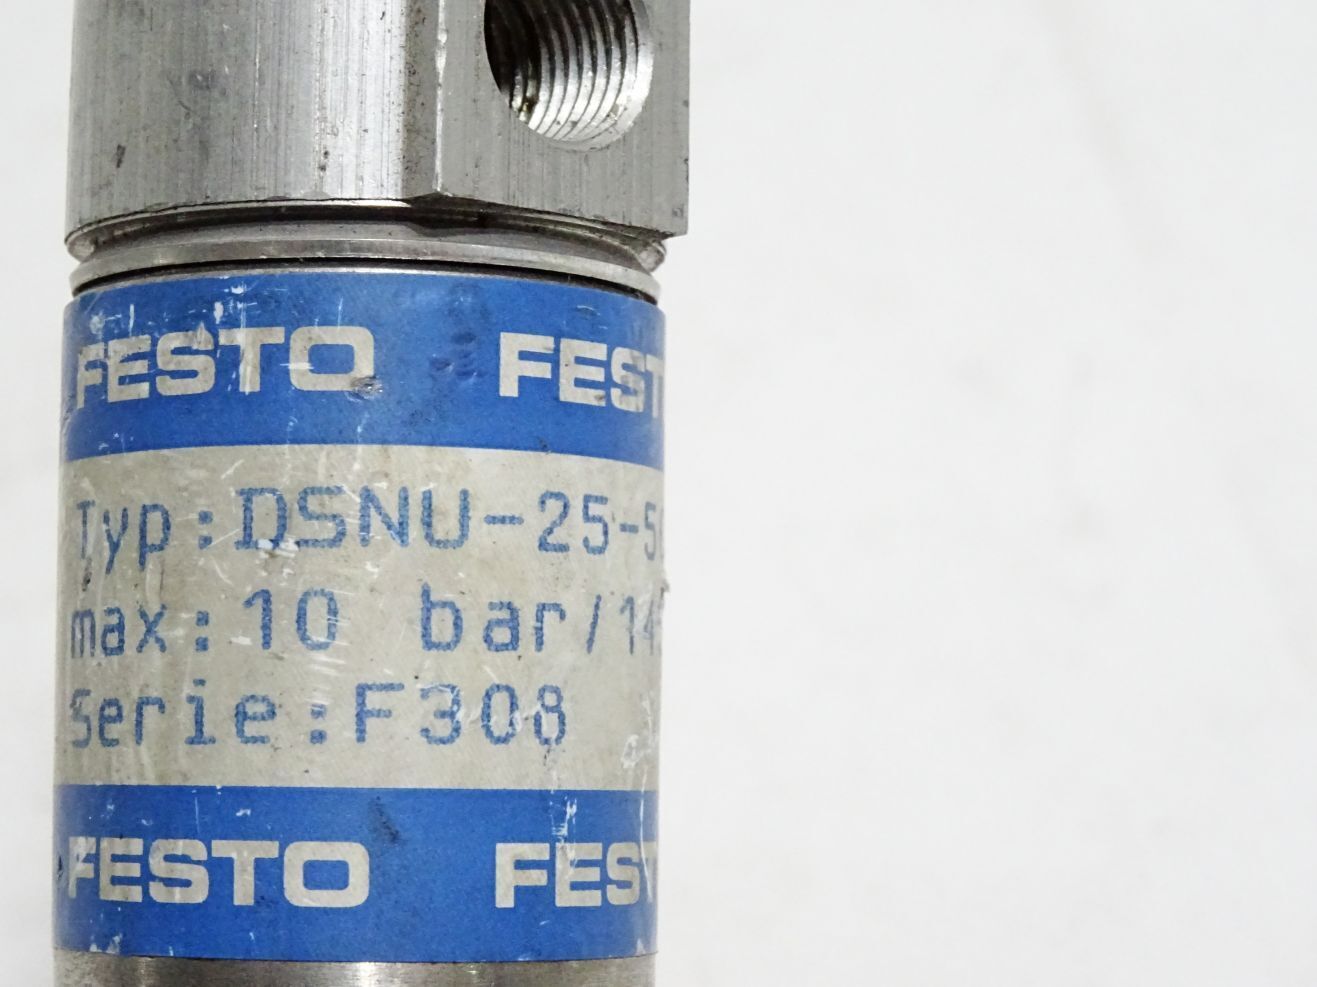 FESTO FEST
Typ:DSNU-25-5
max:10 bar/14
Serie:F308
FESTO FEST